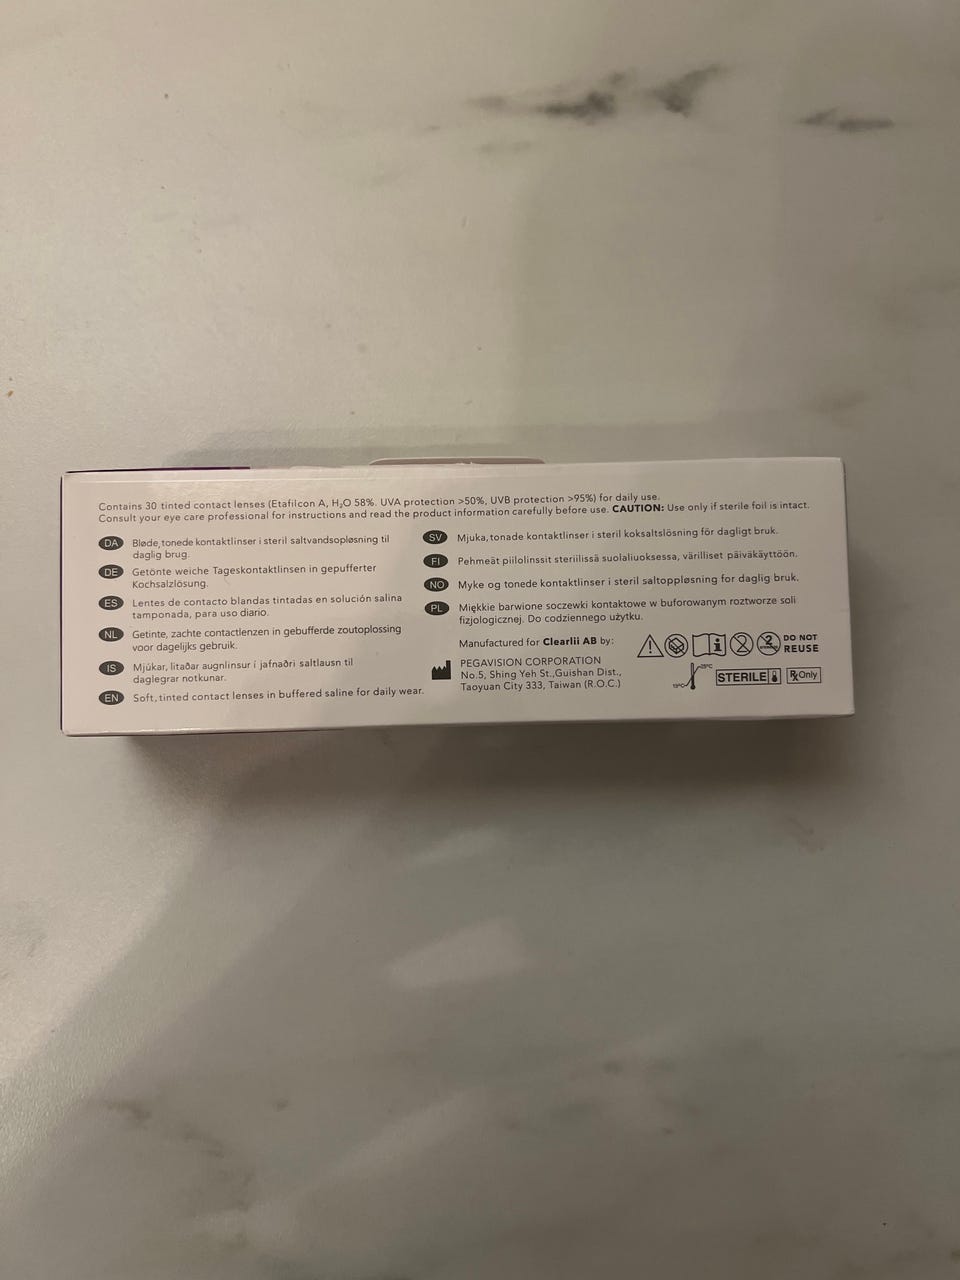 Contains 30 tinted contact lenses (Etafilcon A, H₂O 58%. UVA protection >50%, UVB protection >95%) for daily use.
Consult your eye care professional for instructions and read the product information carefully before use. CAUTION: Use only if sterile foil is intact.
DA Bløde, tonede kontaktlinser i steril saltvandsopløsning til
daglig brug.
DE Getönte weiche Tageskontaktlinsen in gepufferter
Kochsalzlösung.
ES Lentes de contacto blandas tintadas en solución salina
tamponada, para uso diario.
NL Getinte, zachte contactlenzen in gebufferde zoutoplossing
voor dagelijks gebruik.
IS Mjúkar, litaðar augnlinsur í jafnaðri saltlausn til
daglegrar notkunar.
EN Soft, tinted contact lenses in buffered saline for daily wear.
SV Mjuka, tonade kontaktlinser i steril koksaltslösning för dagligt bruk.
FI Pehmeät piilolinssit steriilissä suolaliuoksessa, värilliset päiväkäyttöön.
NO Myke og tonede kontaktlinser i steril saltoppløsning for daglig bruk.
PL Miękkie barwione soczewki kontaktowe w buforowanym roztworze soli
fizjologicznej. Do codziennego użytku.
Manufactured for Clearlii AB by:
PEGAVISION CORPORATION
No.5, Shing Yeh St.,Guishan Dist.,
Taoyuan City 333, Taiwan (R.O.C.)
2 DO NOT
REUSE
15°C 25°C
STERILE
Rx Only